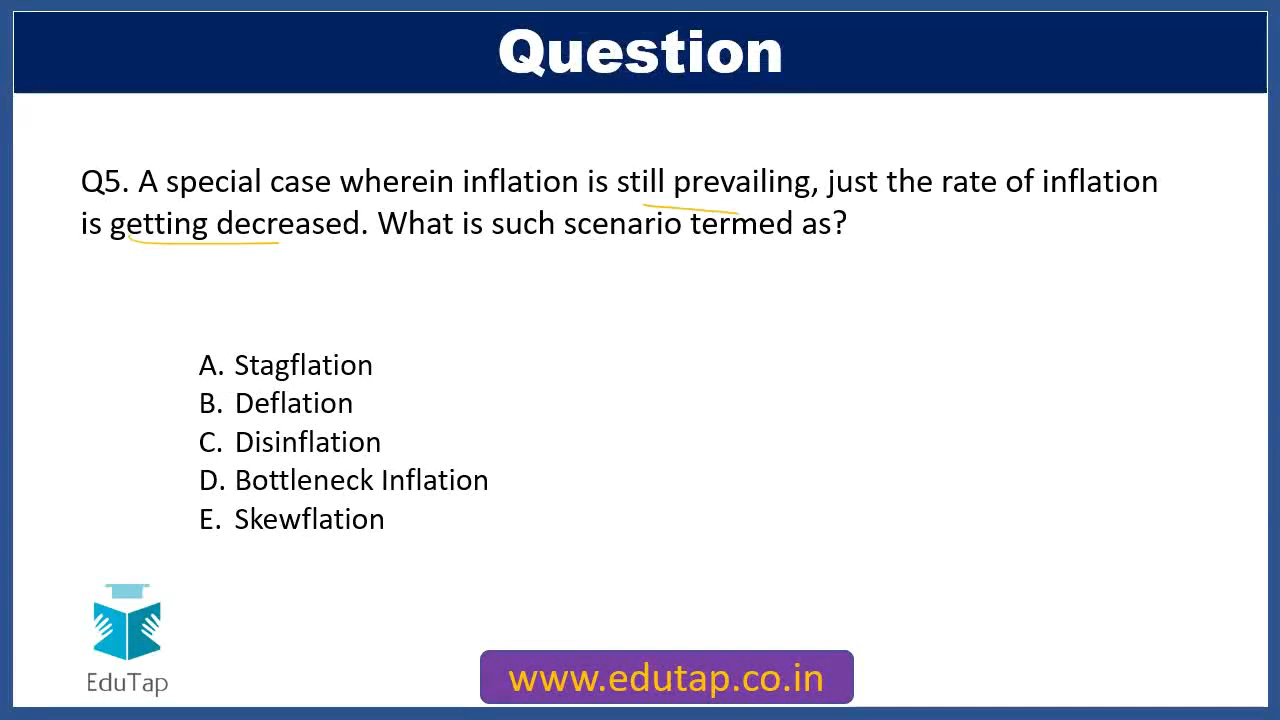 Question
Q5. A special case wherein inflation is still prevailing, just the rate of inflation
is getting decreased. What is such scenario termed as?
A. Stagflation
B. Deflation
C. Disinflation
D. Bottleneck Inflation
E. Skewflation
EduTap
www.edutap.co.in